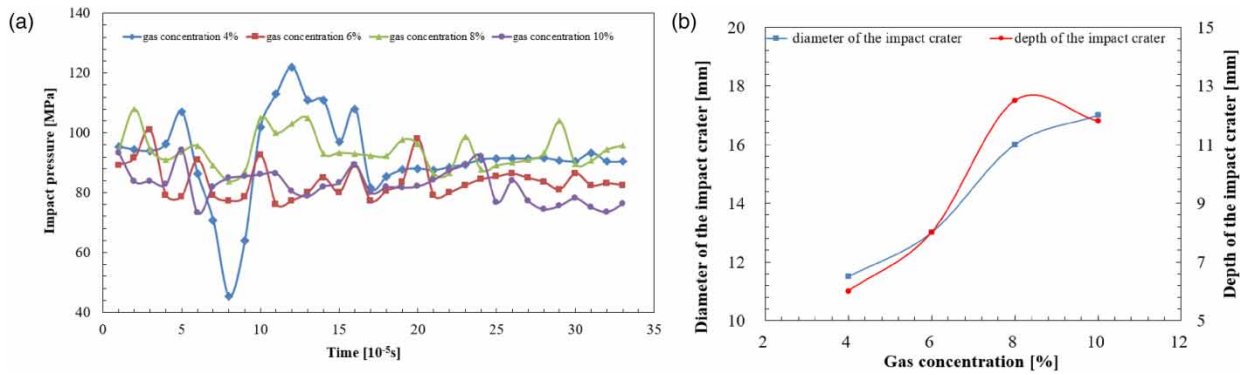 (a)
140
120
100
80
60
40
Impact pressure [MPa]
gas concentration 4% gas concentration 6% gas concentration 8% gas concentration 10%
0 5 10 15 20 25 30 35
Time [10-5s]
(b)
20
18
16
14
12
10
Diameter of the impact crater [mm]
diameter of the impact crater depth of the impact crater
15
13
11
9
7
5
Depth of the impact crater [mm]
2 4 6 8 10 12
Gas concentration [%]